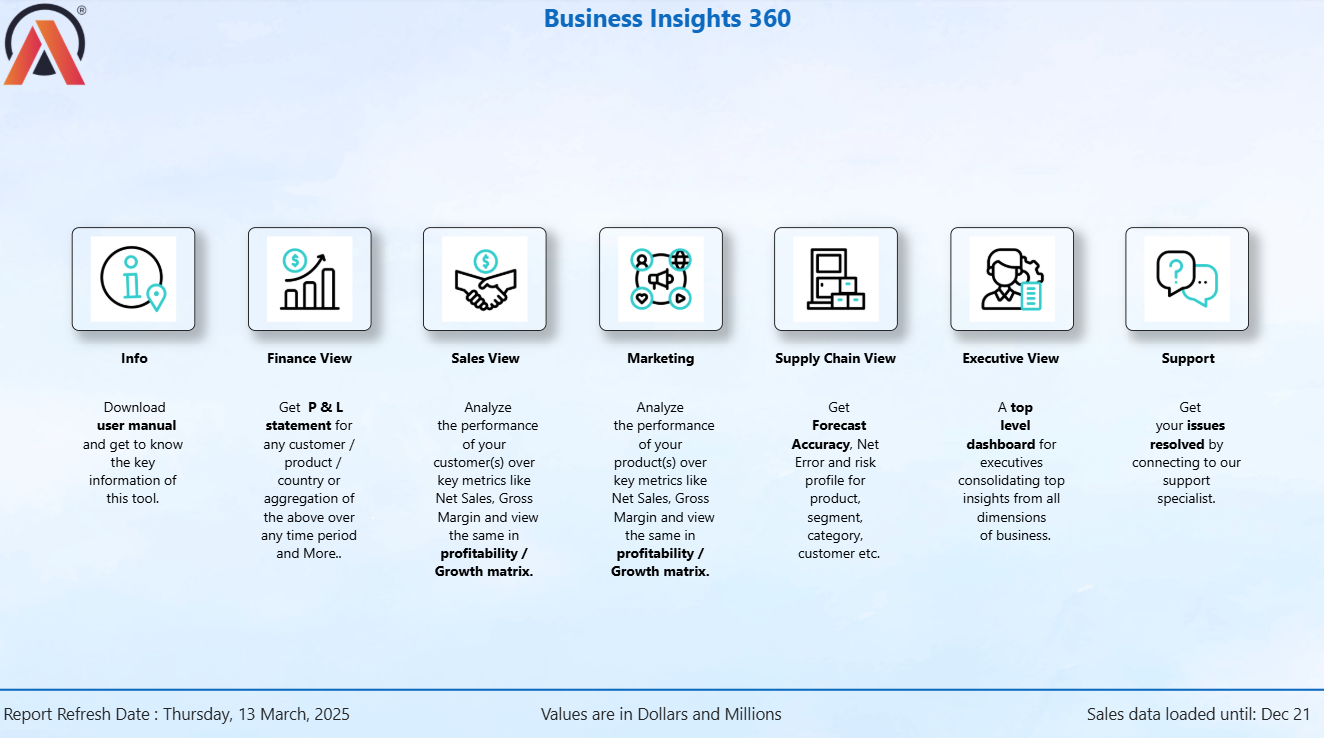 ®
Business Insights 360
Info
Download
user manual
and get to know
the key
information of
this tool.
Finance View
Get P & L
statement for
any customer /
product /
country or
aggregation of
the above over
any time period
and More..
Sales View
Analyze
the performance
of your
customer(s) over
key metrics like
Net Sales, Gross
Margin and view
the same in
profitability /
Growth matrix.
Marketing
Analyze
the performance
of your
product(s) over
key metrics like
Net Sales, Gross
Margin and view
the same in
profitability /
Growth matrix.
Supply Chain View
Get
Forecast
Accuracy, Net
Error and risk
profile for
product,
segment,
category,
customer etc.
Executive View
A top
level
dashboard for
executives
consolidating top
insights from all
dimensions
of business.
Support
Get
your issues
resolved by
connecting to our
support
specialist.
Report Refresh Date : Thursday, 13 March, 2025
Values are in Dollars and Millions
Sales data loaded until: Dec 21